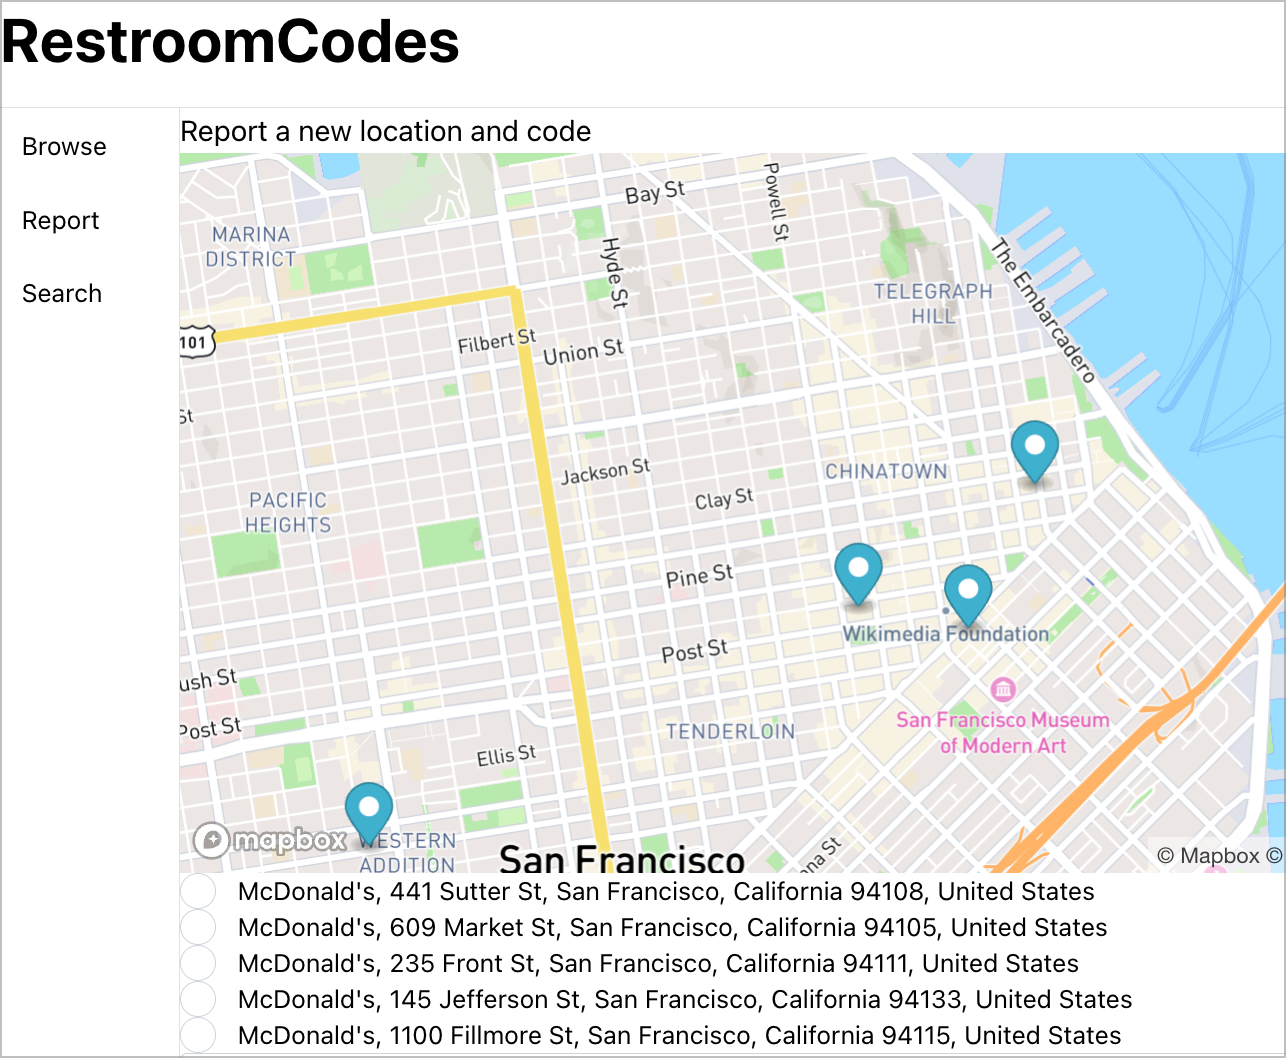 RestroomCodes
Browse
Report
Search
Report a new location and code
Bay St
Powell St
MARINA
DISTRICT
Hyde St
The Embarcadero
TELEGRAPH
HILL
101
Filbert St
Union St
St
Jackson St
CHINATOWN
Clay St
PACIFIC
HEIGHTS
Pine St
Wikimedia Foundation
Post St
ush St
San Francisco Museum
of Modern Art
Post St
TENDERLOIN
Ellis St
mapbox
WESTERN
ADDITION
San Francisco
na St
© Mapbox ©
McDonald's, 441 Sutter St, San Francisco, California 94108, United States
McDonald's, 609 Market St, San Francisco, California 94105, United States
McDonald's, 235 Front St, San Francisco, California 94111, United States
McDonald's, 145 Jefferson St, San Francisco, California 94133, United States
McDonald's, 1100 Fillmore St, San Francisco, California 94115, United States